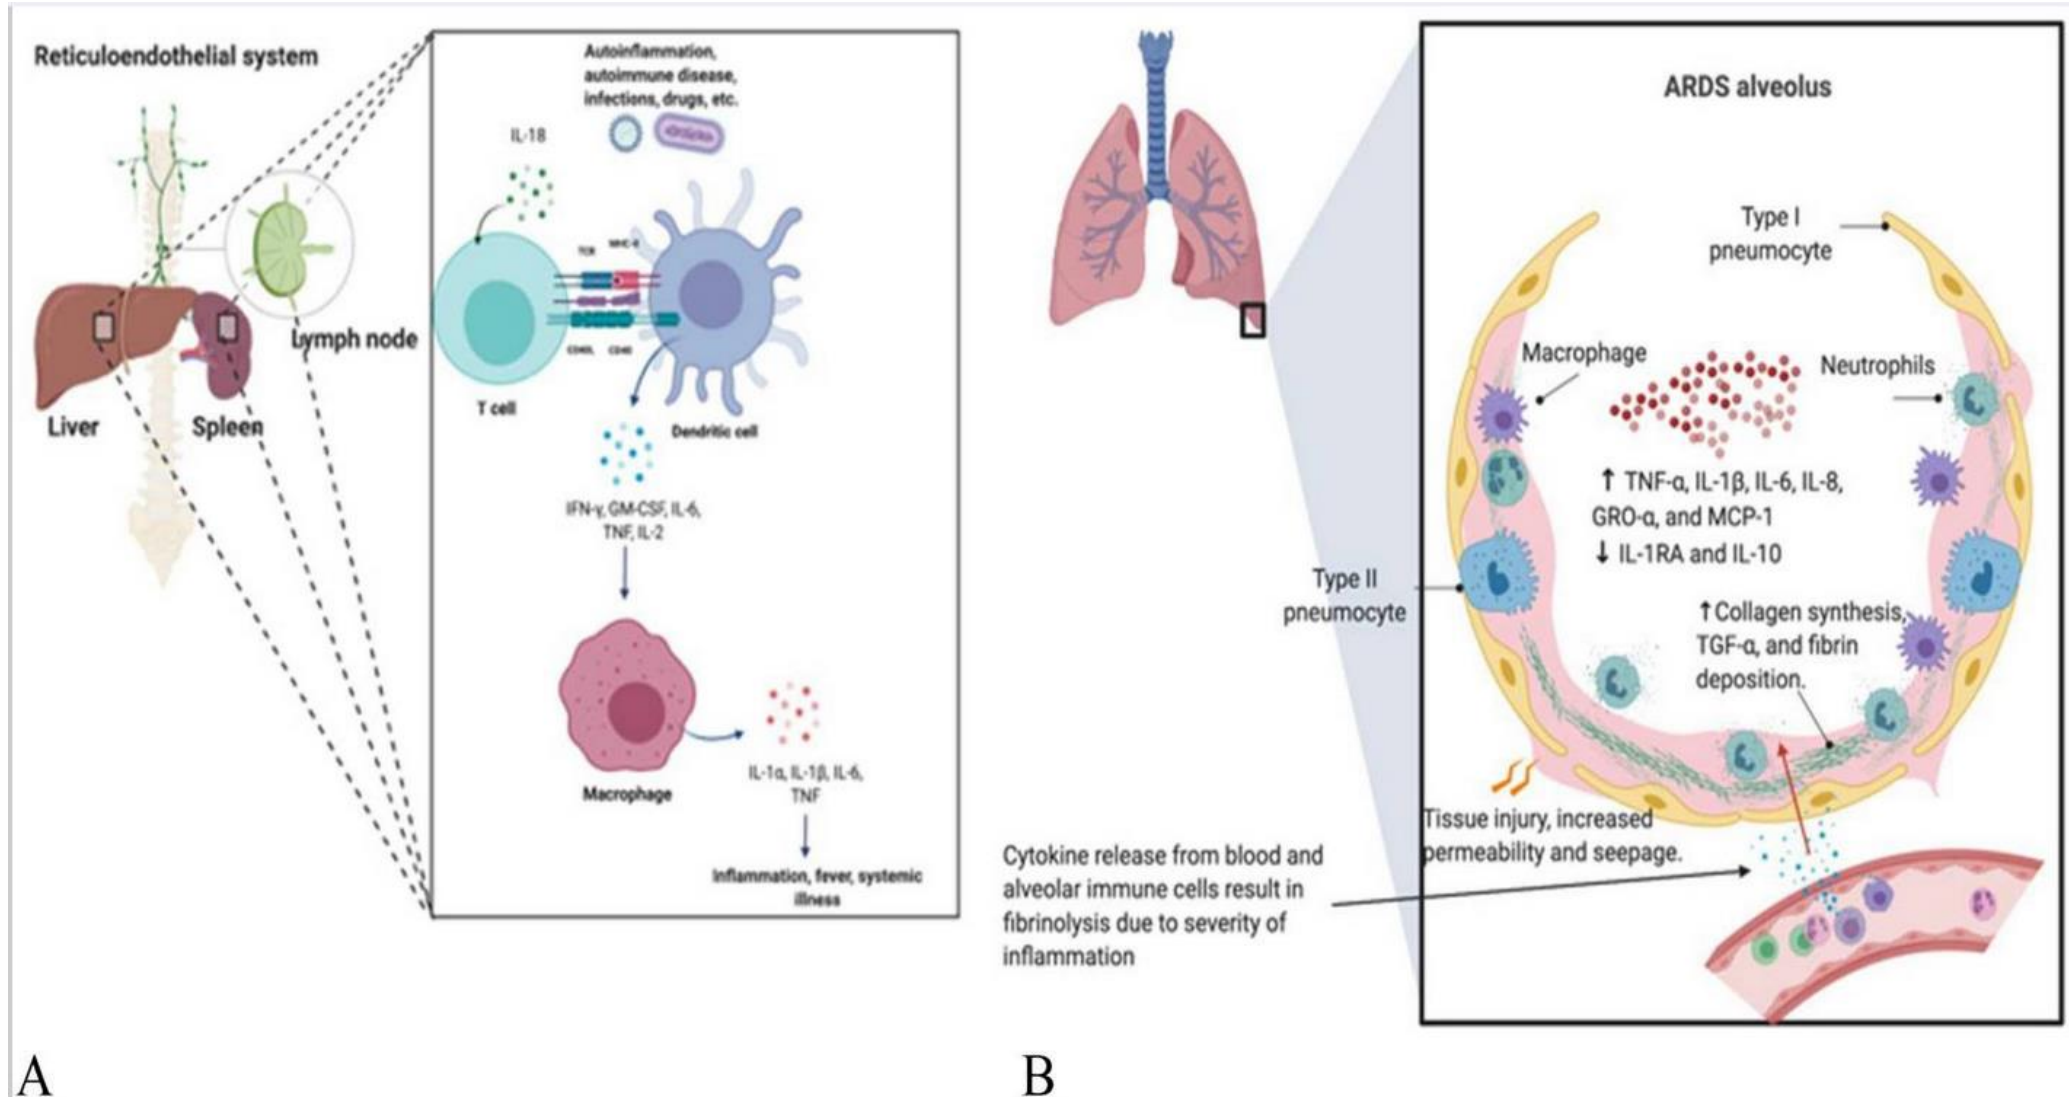 Reticuloendothelial system
Liver
Spleen
Lymph node
Autoinflammation,
autoimmune disease,
infections, drugs, etc.
IL-18
TCR
MHC-II
CD40L
CD40
T cell
Dendritic cell
IFN-γ, GM-CSF, IL-6,
TNF, IL-2
Macrophage
IL-1α, IL-1β, IL-6,
TNF
Inflammation, fever, systemic
illness
A
ARDS alveolus
Type I
pneumocyte
Macrophage
Neutrophils
↑ TNF-α, IL-1β, IL-6, IL-8,
GRO-α, and MCP-1
↓ IL-1RA and IL-10
Type II
pneumocyte
↑Collagen synthesis,
TGF-α, and fibrin
deposition.
Tissue injury, increased
permeability and seepage.
Cytokine release from blood and
alveolar immune cells result in
fibrinolysis due to severity of
inflammation
B